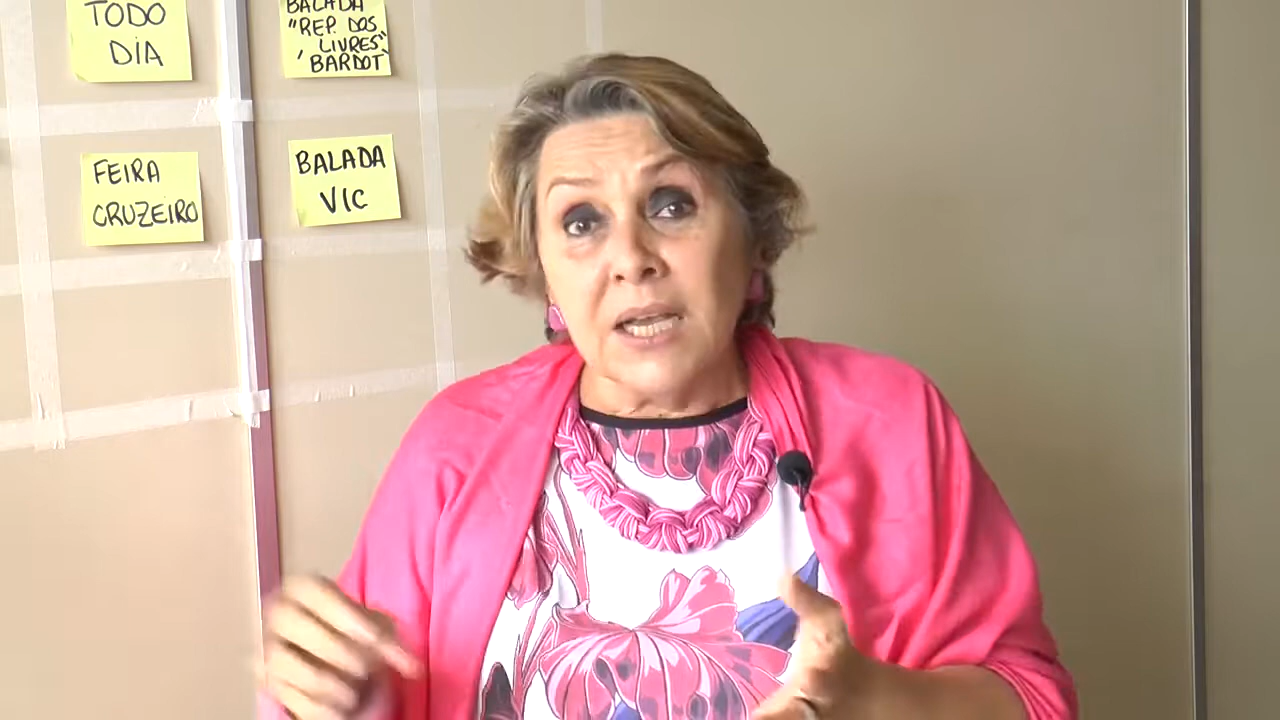 TODO
DIA
BALADA
"REP. DOS
LIVRES"
BARDOT
FEIRA
CRUZEIRO
BALADA
VIC